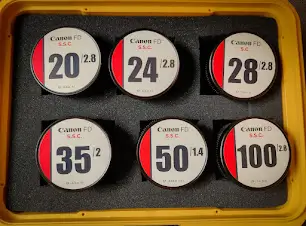 Canon FD
S.S.C.
20/2.8
Canon FD
S.S.C.
24/2.8
Canon FD
S.C.
28/2.8
Canon FD
S.S.C.
35/2
Canon FD
S.S.C.
50/1.4
Canon FD
S.S.C.
100/2.8